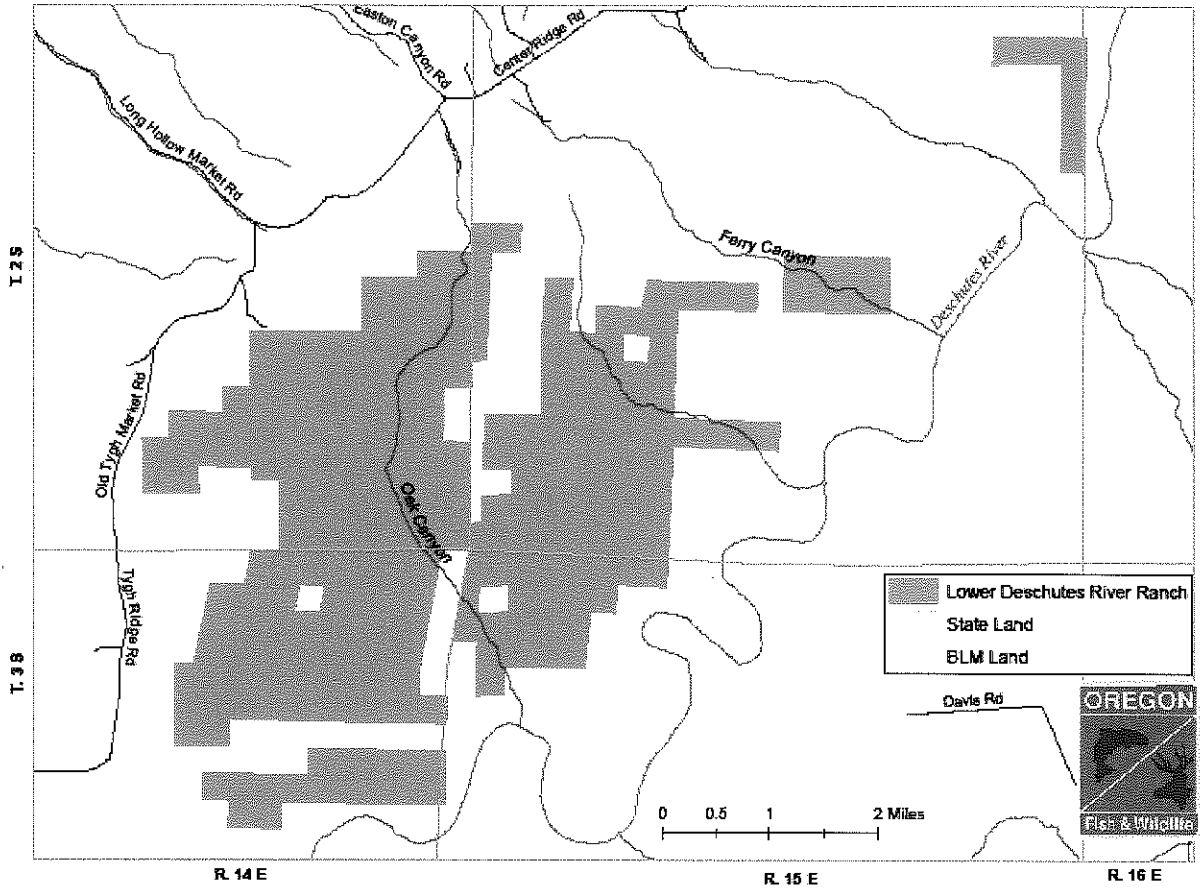 Easton Canyon Rd
Center Ridge Rd
Long Hollow Market Rd
T. 2 S
Ferry Canyon
Deschutes River
Old Tygh Market Rd
Oak Canyon
Tygh Ridge Rd
T. 3 S
Lower Deschutes River Ranch
State Land
BLM Land
Davis Rd
OREGON
Fish & Wildlife
0 0.5 1 2 Miles
R. 14 E
R. 15 E
R. 16 E